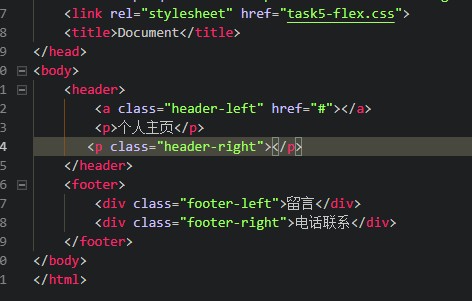 7 <link rel="stylesheet" href="task5-flex.css">
8 <title>Document</title>
9 </head>
0 <body>
1 <header>
2 <a class="header-left" href="#"></a>
3 <p>个人主页</p>
4 <p class="header-right"></p>
5 </header>
6 <footer>
7 <div class="footer-left">留言</div>
8 <div class="footer-right">电话联系</div>
9 </footer>
0 </body>
1 </html>